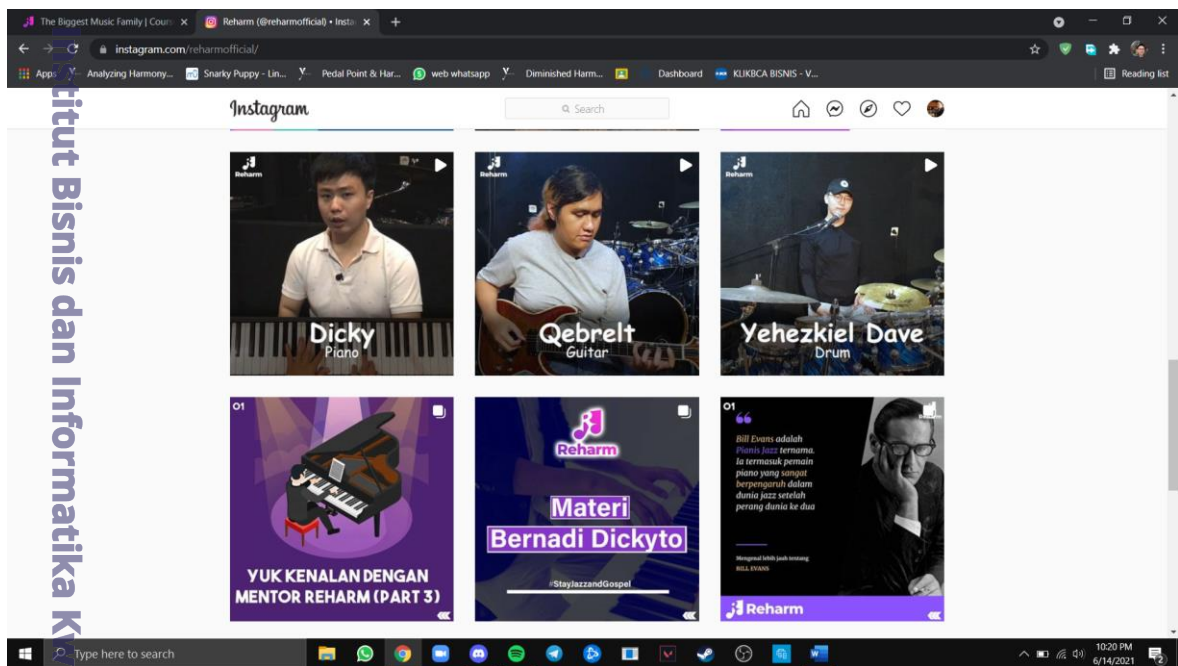 The Biggest Music Family | Cours
Reharm (@reharmofficial) • Insta
instagram.com/reharmofficial/
Apps
Analyzing Harmony...
Snarky Puppy - Lin...
Pedal Point & Har...
web whatsapp
Diminished Harm...
Dashboard
KLIKBCA BISNIS - V...
Reading list
Institut Bisnis dan Informatika Kw
Instagram
Search
Reharm
Dicky
Piano
Reharm
Qebrelt
Guitar
Reharm
Yehezkiel Dave
Drum
01
YUK KENALAN DENGAN
MENTOR REHARM (PART 3)
Reharm
Materi
Bernadi Dickyto
#StayJazzandGospel
01
Bill Evans adalah
Pianis Jazz ternama.
Ia termasuk pemain
piano yang sangat
berpengaruh dalam
dunia jazz setelah
perang dunia ke dua
Mengenal lebih jauh tentang
BILL EVANS
Reharm
Type here to search
10:20 PM
6/14/2021
2